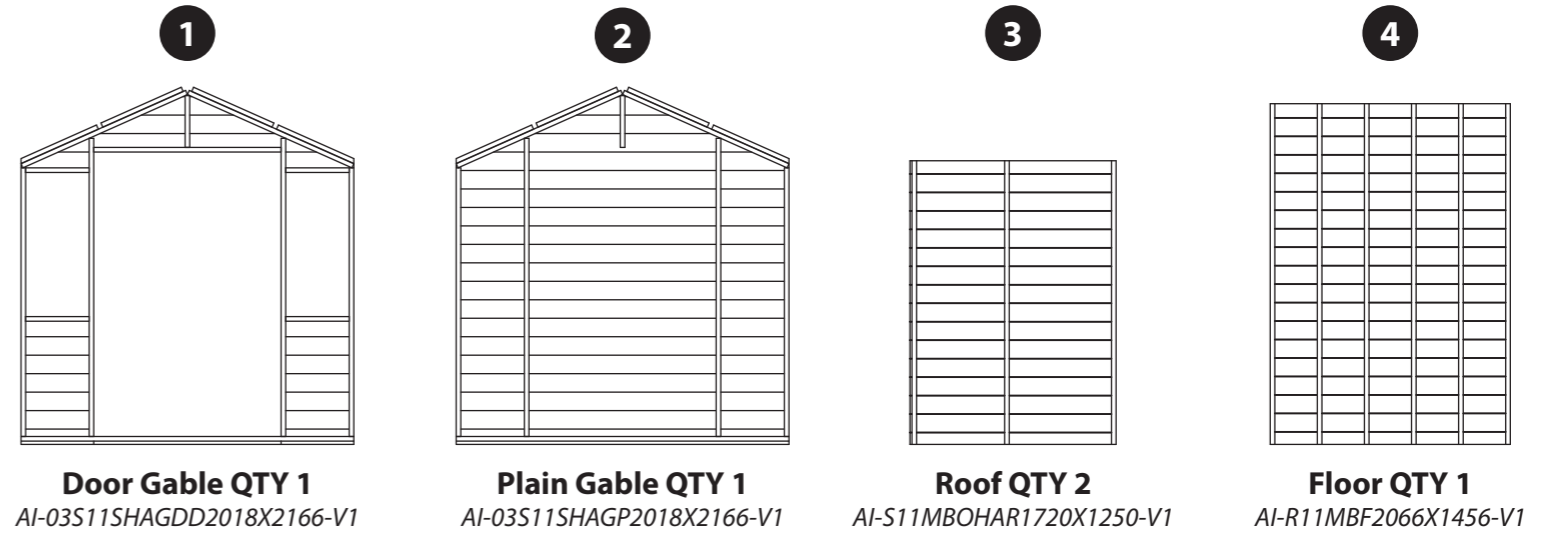 1
2
3
4
Door Gable QTY 1
AI-03S11SHAGDD2018X2166-V1
Plain Gable QTY 1
AI-03S11SHAGP2018X2166-V1
Roof QTY 2
AI-S11MBOHAR1720X1250-V1
Floor QTY 1
AI-R11MBF2066X1456-V1